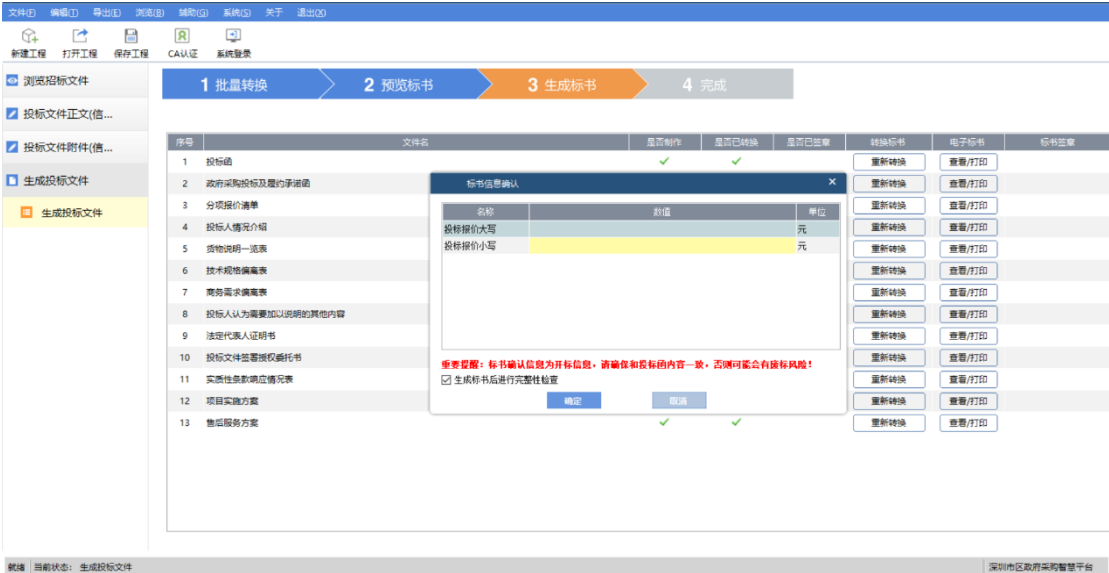 文件(F) 编辑(T) 导出(E) 浏览(B) 辅助(G) 系统(S) 关于 退出(X)
新建工程 打开工程 保存工程 CA认证 系统登录
浏览招标文件
投标文件正文(信...
投标文件附件(信...
生成投标文件
生成投标文件
1 批量转换 2 预览标书 3 生成标书 4 完成
序号 文件名 是否制作 是否已转换 是否已签章 转换标书 电子标书 标书签章
1 投标函 重新转换 查看/打印
2 政府采购投标及履约承诺函 重新转换 查看/打印
3 分项报价清单 重新转换 查看/打印
4 投标人情况介绍 重新转换 查看/打印
5 货物说明一览表 重新转换 查看/打印
6 技术规格偏离表 重新转换 查看/打印
7 商务需求偏离表 重新转换 查看/打印
8 投标人认为需要加以说明的其他内容 重新转换 查看/打印
9 法定代表人证明书 重新转换 查看/打印
10 投标文件签署授权委托书 重新转换 查看/打印
11 实质性条款响应情况表 重新转换 查看/打印
12 项目实施方案 重新转换 查看/打印
13 售后服务方案 重新转换 查看/打印
标书信息确认
名称 数值 单位
投标报价大写 元
投标报价小写 元
重要提醒：标书确认信息为开标信息，请确保和投标函内容一致，否则可能会有废标风险！
生成标书后进行完整性检查
确定 取消
就绪 当前状态：生成投标文件 深圳市区政府采购智慧平台